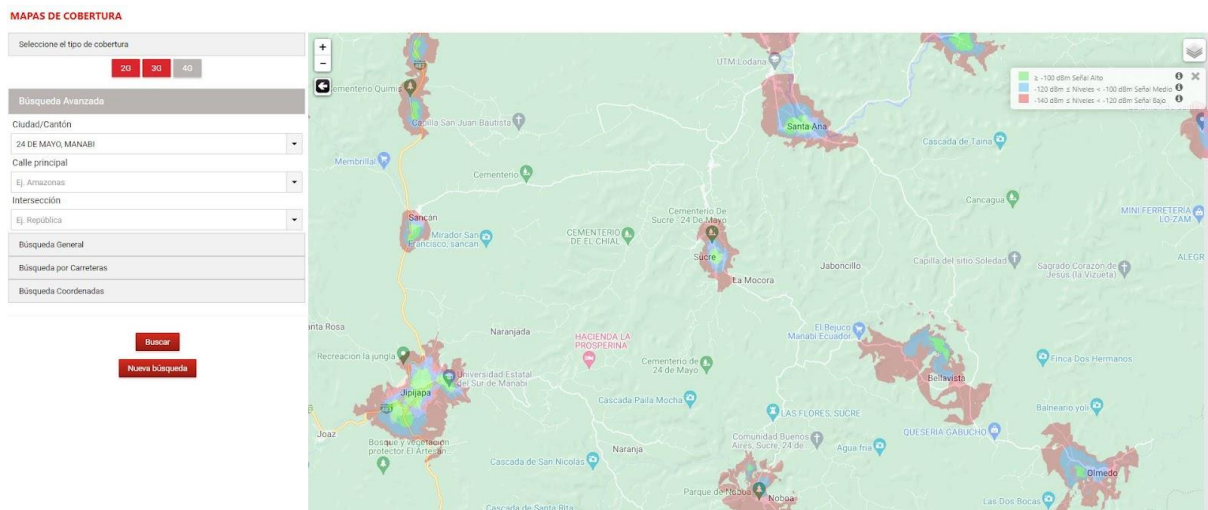 MAPAS DE COBERTURA
Seleccione el tipo de cobertura
2G 3G 4G
Búsqueda Avanzada
Ciudad/Cantón
24 DE MAYO, MANABI
Calle principal
Ej. Amazonas
Intersección
Ej. República
Búsqueda General
Búsqueda por Carreteras
Búsqueda Coordenadas
Buscar
Nueva búsqueda
+
-
≥ -100 dBm Señal Alto
-120 dBm ≤ Niveles < -100 dBm Señal Medio
-140 dBm ≤ Niveles < -120 dBm Señal Bajo
UTM Lodana
Cementerio Quimis
Capilla San Juan Bautista
Santa Ana
Cascada de Taina
Membrillal
Cementerio
Cancagua
MINI FERRETERIA
LO-ZAM
Sancán
Mirador San
Francisco, sancan
CEMENTERIO
DE EL CHIAL
Cementerio De
Sucre - 24 De Mayo
Sucre
La Mocora
Jaboncillo
Capilla del sitio Soledad
Sagrado Corazón de
Jesus (la Vizueta)
ALEGR
anta Rosa
Naranjada
HACIENDA LA
PROSPERINA
El Bejuco
Manabi Ecuador
Recreacion la jungla
Universidad Estatal
del Sur de Manabí
Cementerio de
24 de Mayo
Finca Dos Hermanos
Bellavista
Jipijapa
Cascada Paila Mocha
LAS FLORES, SUCRE
Balneario yoli
Joaz
Bosque y vegetación
protector El Artesan
Naranja
Comunidad Buenos
Aires, Sucre, 24 de...
Agua fria
QUESERIA GABUCHO
Cascada de San Nicolas
Olmedo
Parque de Noboa
Noboa
Las Dos Bocas
Cascada de Santa Rita